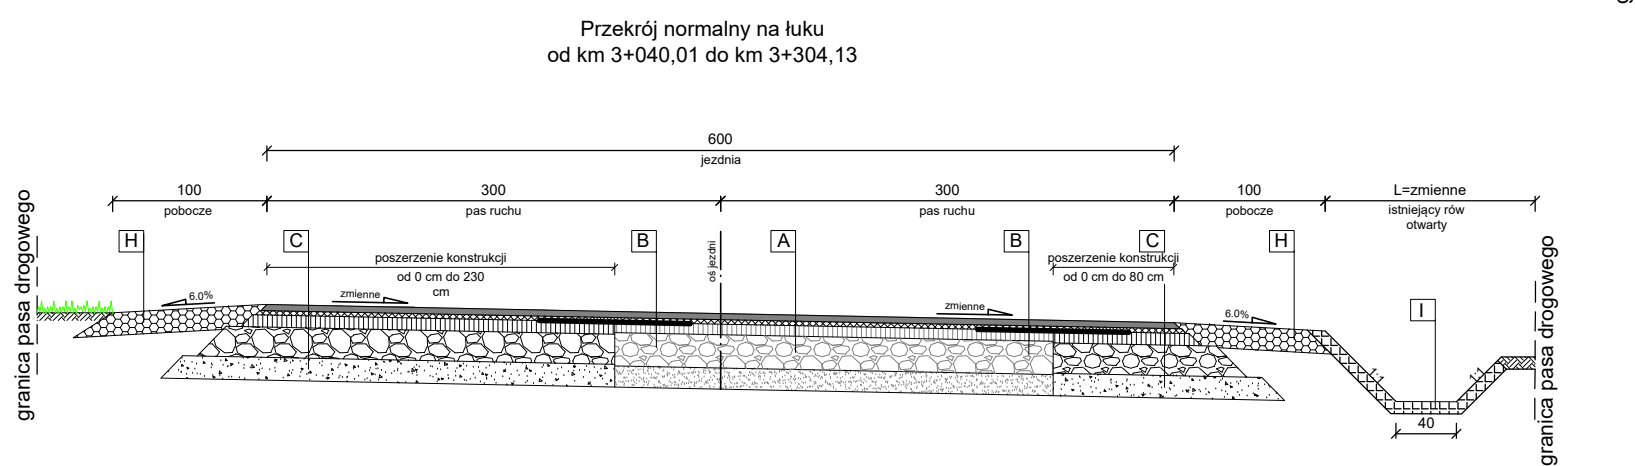 Przekrój normalny na łuku
od km 3+040,01 do km 3+304,13
600
jezdnia
100
300
300
100
L=zmienne
pobocze
pas ruchu
pas ruchu
pobocze
istniejący rów
otwarty
granica pasa drogowego
H
C
B
oś jezdni
A
B
C
H
granica pasa drogowego
poszerzenie konstrukcji
od 0 cm do 230
cm
poszerzenie konstrukcji
od 0 cm do 80 cm
6.0%
zmienne
zmienne
6.0%
I
1:1
1:1
40